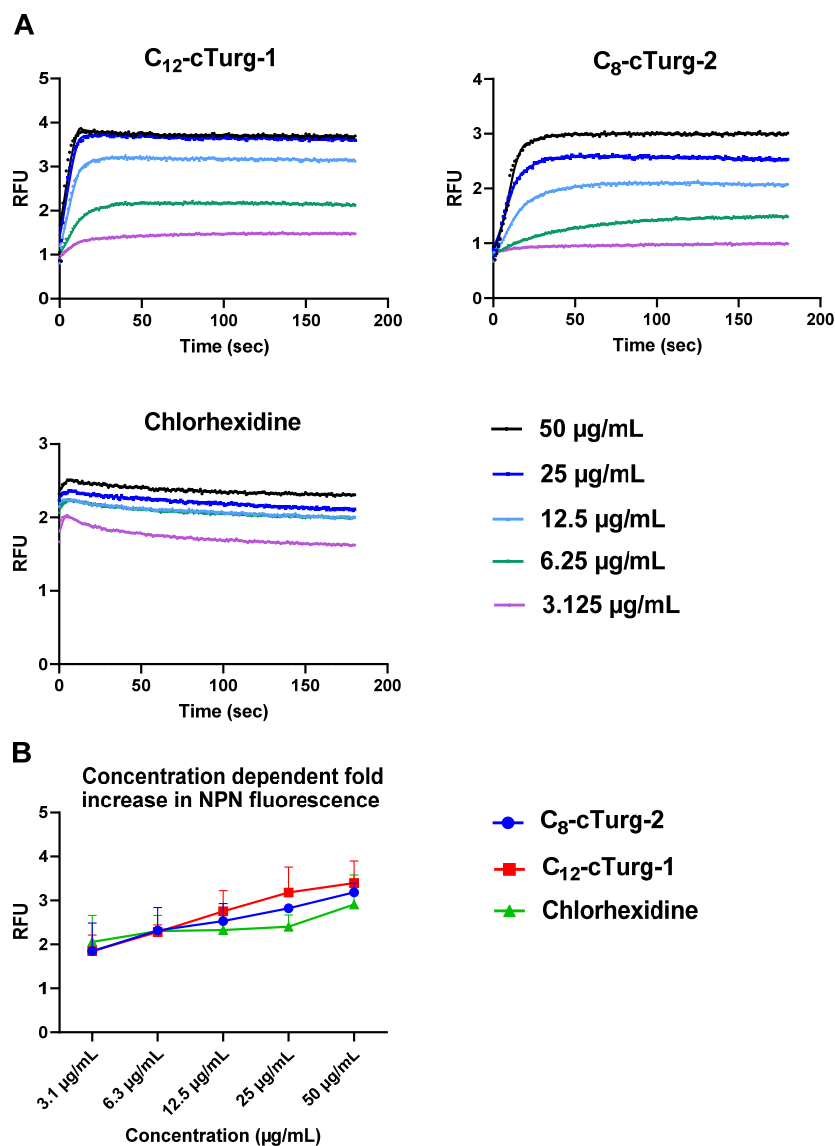 A
C₁₂-cTurg-1
5
4
3
2
1
0
RFU
0 50 100 150 200
Time (sec)
C₈-cTurg-2
4
3
2
1
0
RFU
0 50 100 150 200
Time (sec)
Chlorhexidine
3
2
1
0
RFU
0 50 100 150 200
Time (sec)
50 µg/mL
25 µg/mL
12.5 µg/mL
6.25 µg/mL
3.125 µg/mL
B
Concentration dependent fold
increase in NPN fluorescence
5
4
3
2
1
0
RFU
3.1 µg/mL
6.3 µg/mL
12.5 µg/mL
25 µg/mL
50 µg/mL
Concentration (µg/mL)
C₈-cTurg-2
C₁₂-cTurg-1
Chlorhexidine